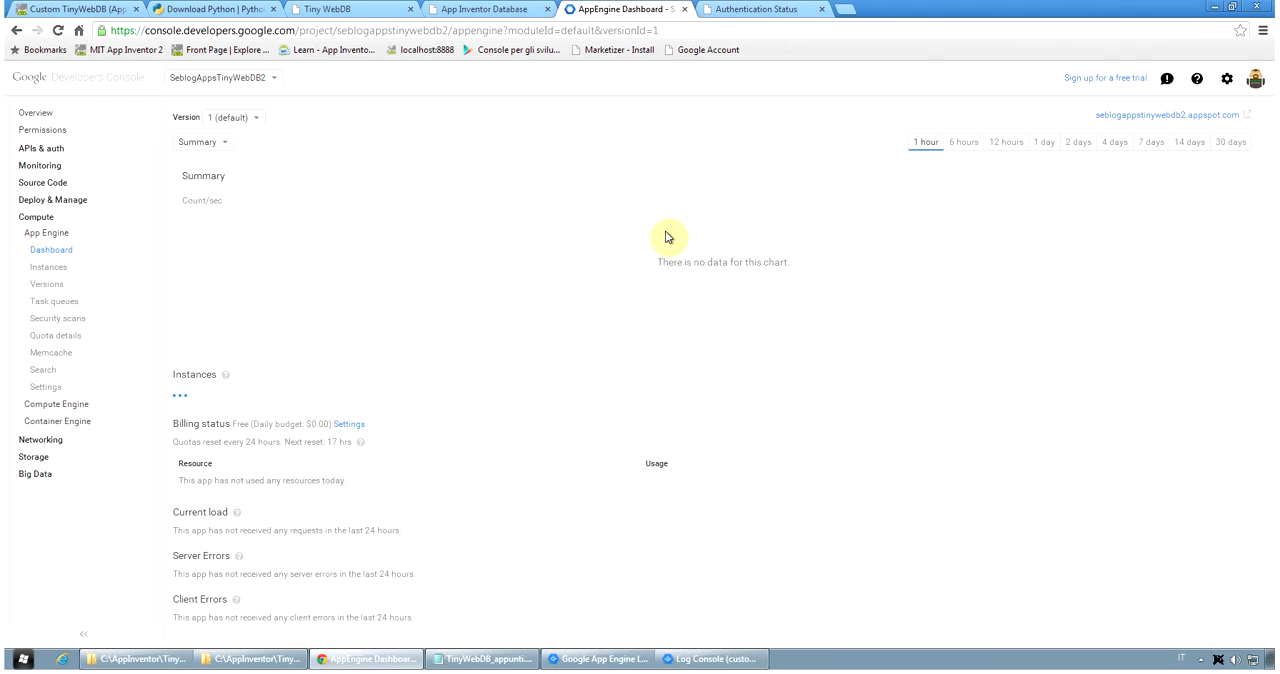 Custom TinyWebDB (App Download Python | Pytho Tiny WebDB App Inventor Database AppEngine Dashboard - S Authentication Status
https://console.developers.google.com/project/seblogappstinywebdb2/appengine?moduleId=default&versionId=1
Bookmarks MIT App Inventor 2 Front Page | Explore ... Learn - App Invento... localhost:8888 Console per gli svilu... Marketizer - Install Google Account
Google Developers Console SeblogAppsTinyWebDB2 Sign up for a free trial.
Overview
Permissions
APIs & auth
Monitoring
Source Code
Deploy & Manage
Compute
App Engine
Dashboard
Instances
Versions
Task queues
Security scans
Quota details
Memcache
Search
Settings
Compute Engine
Container Engine
Networking
Storage
Big Data
Version 1 (default) seblogappstinywebdb2.appspot.com
Summary 1 hour 6 hours 12 hours 1 day 2 days 4 days 7 days 14 days 30 days
Summary
Count/sec
There is no data for this chart.
Instances
Billing status Free (Daily budget: $0.00) Settings
Quotas reset every 24 hours. Next reset: 17 hrs
Resource Usage
This app has not used any resources today.
Current load
This app has not received any requests in the last 24 hours.
Server Errors
This app has not received any server errors in the last 24 hours.
Client Errors
This app has not received any client errors in the last 24 hours.
C:\AppInventor\Tiny... C:\AppInventor\Tiny... AppEngine Dashboar... TinyWebDB_appunti.... Google App Engine L... Log Console (custo... IT